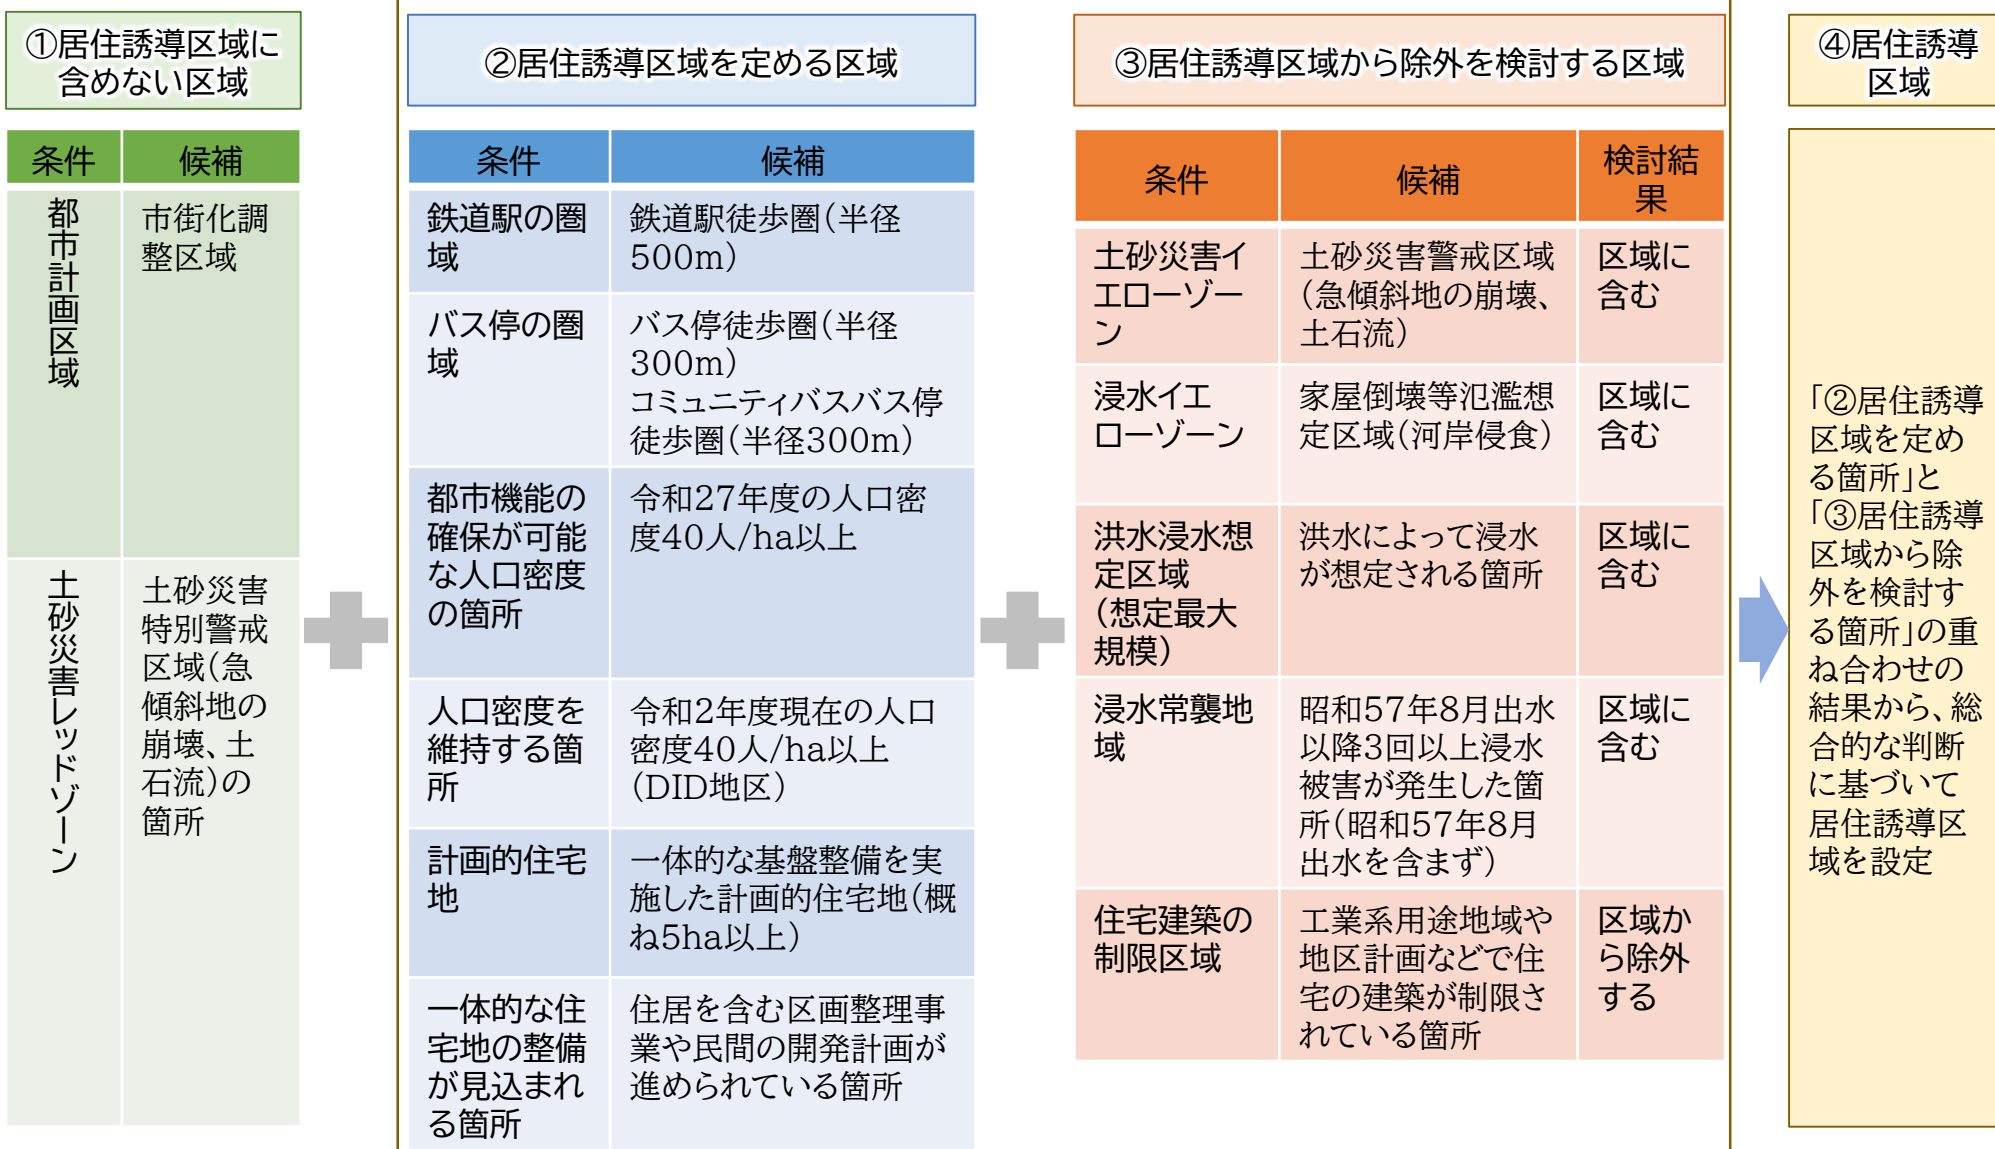 ①居住誘導区域に
含めない区域
条件
候補
都市計画区域
市街化調
整区域
土砂災害レッドゾーン
土砂災害
特別警戒
区域(急
傾斜地の
崩壊、土
石流)の
箇所
②居住誘導区域を定める区域
条件
候補
鉄道駅の圏
域
鉄道駅徒歩圏(半径
500m)
バス停の圏
域
バス停徒歩圏(半径
300m)
コミュニティバスバス停
徒歩圏(半径300m)
都市機能の
確保が可能
な人口密度
の箇所
令和27年度の人口密
度40人/ha以上
人口密度を
維持する箇
所
令和2年度現在の人口
密度40人/ha以上
(DID地区)
計画的住宅
地
一体的な基盤整備を実
施した計画的住宅地(概
ね5ha以上)
一体的な住
宅地の整備
が見込まれ
る箇所
住居を含む区画整理事
業や民間の開発計画が
進められている箇所
③居住誘導区域から除外を検討する区域
条件
候補
検討結
果
土砂災害イ
エローゾー
ン
土砂災害警戒区域
(急傾斜地の崩壊、
土石流)
区域に
含む
浸水イエ
ローゾーン
家屋倒壊等氾濫想
定区域(河岸侵食)
区域に
含む
洪水浸水想
定区域
(想定最大
規模)
洪水によって浸水
が想定される箇所
区域に
含む
浸水常襲地
域
昭和57年8月出水
以降3回以上浸水
被害が発生した箇
所(昭和57年8月
出水を含まず)
区域に
含む
住宅建築の
制限区域
工業系用途地域や
地区計画などで住
宅の建築が制限さ
れている箇所
区域か
ら除外
する
④居住誘導
区域
「②居住誘導
区域を定め
る箇所」と
「③居住誘導
区域から除
外を検討す
る箇所」の重
ね合わせの
結果から、総
合的な判断
に基づいて
居住誘導区
域を設定